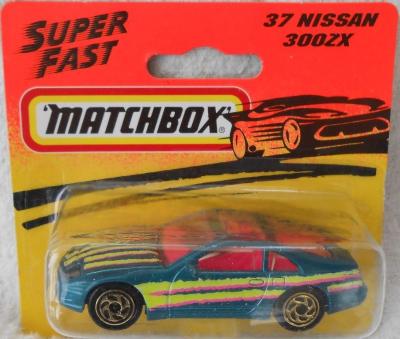 SUPER
FAST
37 NISSAN
300ZX
MATCHBOX